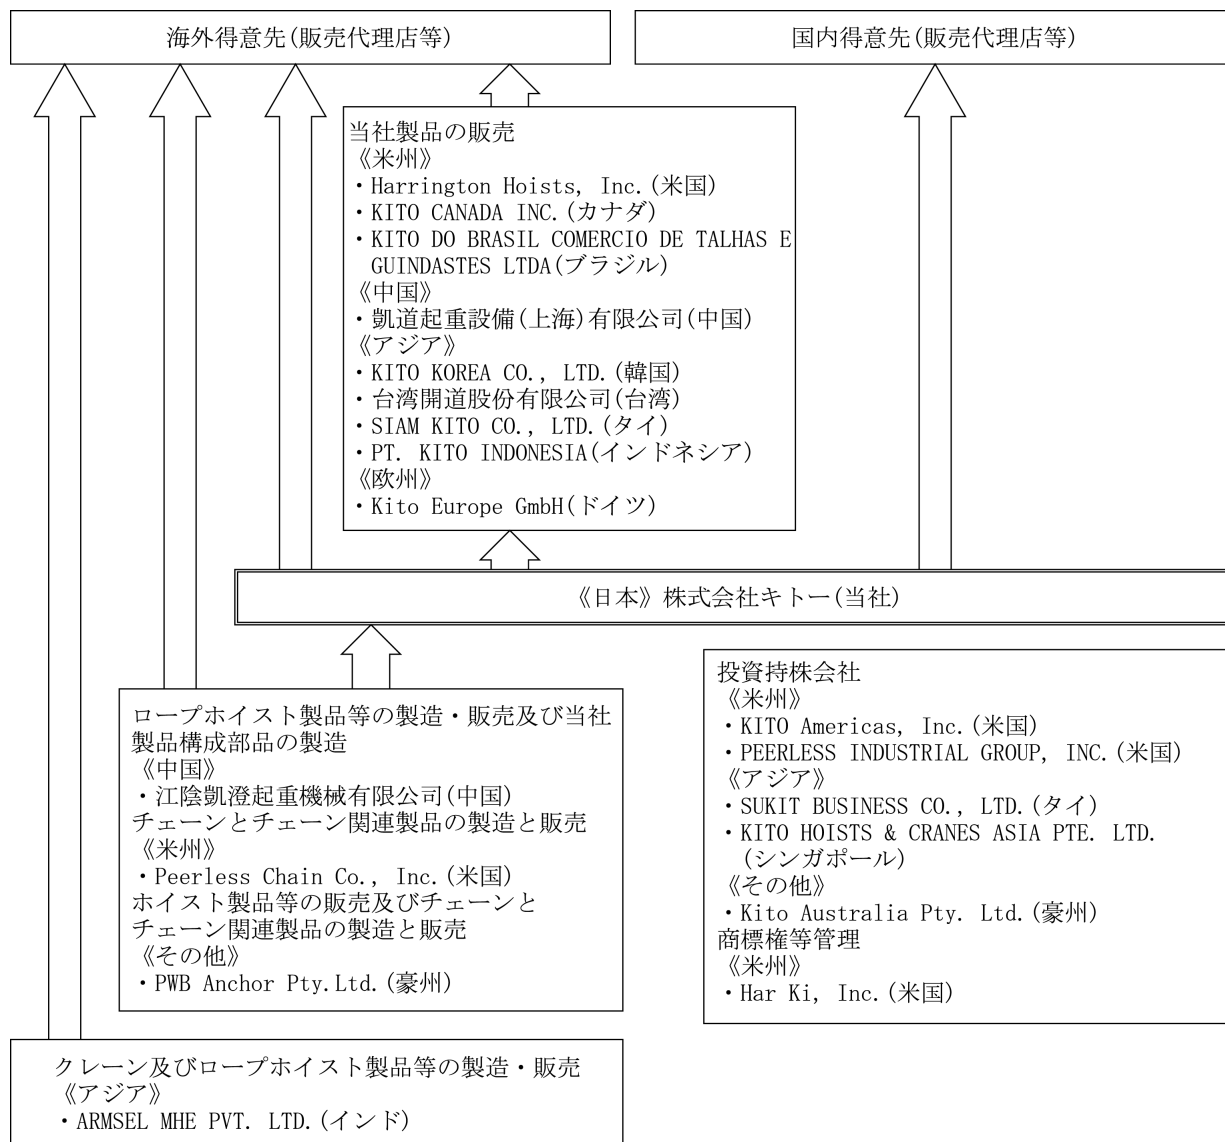 海外得意先(販売代理店等)
国内得意先(販売代理店等)
当社製品の販売
《米州》
・Harrington Hoists, Inc.(米国)
・KITO CANADA INC.(カナダ)
・KITO DO BRASIL COMERCIO DE TALHAS E
GUINDASTES LTDA(ブラジル)
《中国》
・凱道起重設備(上海)有限公司(中国)
《アジア》
・KITO KOREA CO., LTD.(韓国)
・台湾開道股份有限公司(台湾)
・SIAM KITO CO., LTD.(タイ)
・PT. KITO INDONESIA(インドネシア)
《欧州》
・Kito Europe GmbH(ドイツ)
《日本》株式会社キトー(当社)
ロープホイスト製品等の製造・販売及び当社
製品構成部品の製造
《中国》
・江陰凱澄起重機械有限公司(中国)
チェーンとチェーン関連製品の製造と販売
《米州》
・Peerless Chain Co., Inc.(米国)
ホイスト製品等の販売及びチェーンと
チェーン関連製品の製造と販売
《その他》
・PWB Anchor Pty.Ltd.(豪州)
投資持株会社
《米州》
・KITO Americas, Inc.(米国)
・PEERLESS INDUSTRIAL GROUP, INC.(米国)
《アジア》
・SUKIT BUSINESS CO., LTD.(タイ)
・KITO HOISTS & CRANES ASIA PTE. LTD.
(シンガポール)
《その他》
・Kito Australia Pty. Ltd.(豪州)
商標権等管理
《米州》
・Har Ki, Inc.(米国)
クレーン及びロープホイスト製品等の製造・販売
《アジア》
・ARMSEL MHE PVT. LTD.(インド)